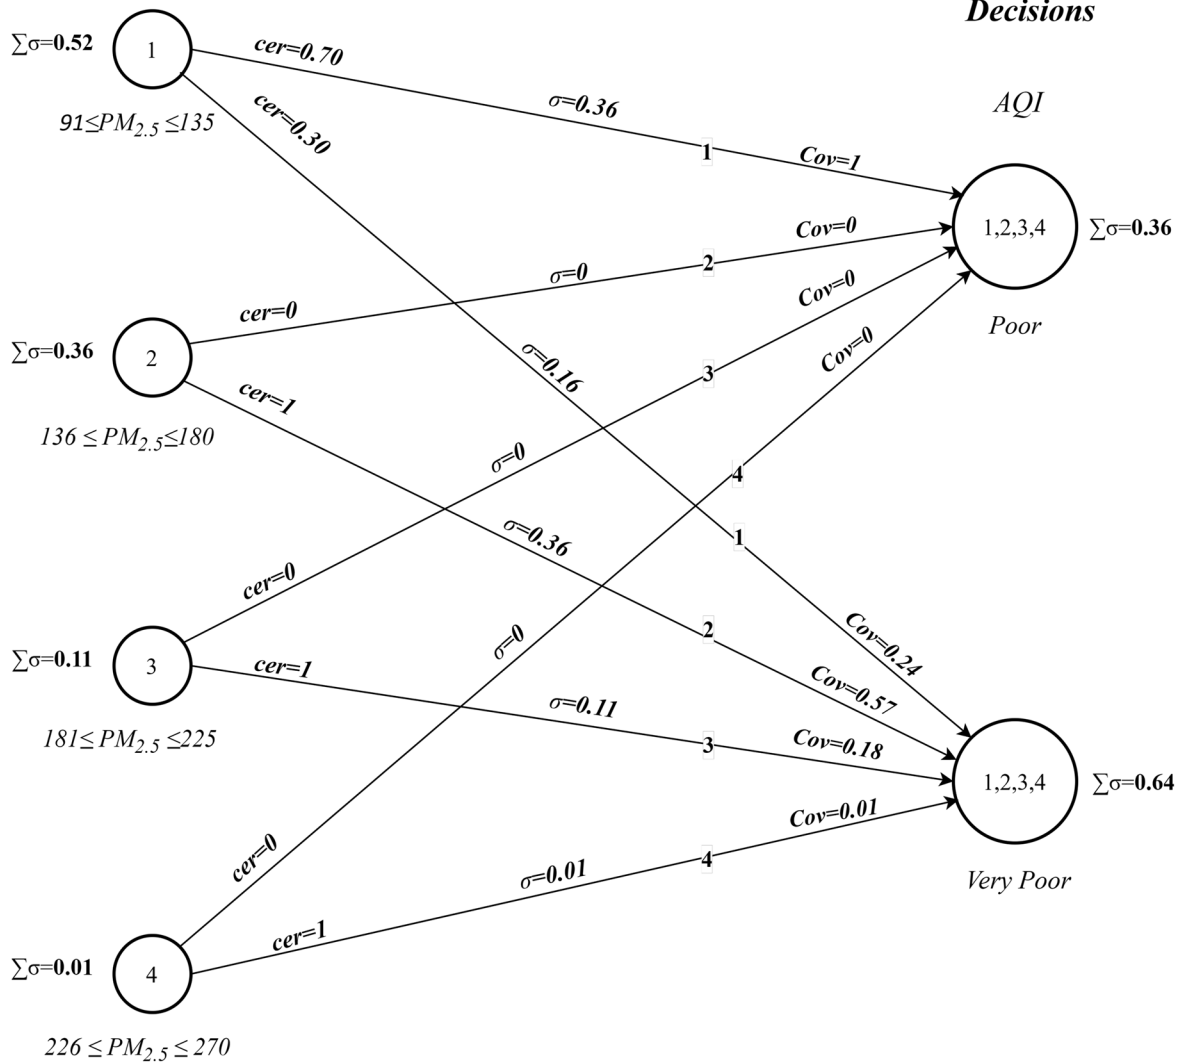 Decisions
∑σ=0.52
1
cer=0.70
σ=0.36
1
Cov=1
AQI
91≤PM2.5 ≤135
cer=0.30
σ=0.16
1
Cov=0.24
1,2,3,4
∑σ=0.36
Poor
∑σ=0.36
2
cer=0
σ=0
2
Cov=0
136 ≤ PM2.5≤180
cer=1
σ=0.36
2
Cov=0.57
∑σ=0.11
3
cer=0
σ=0
3
Cov=0
181≤ PM2.5 ≤225
cer=1
σ=0.11
3
Cov=0.18
1,2,3,4
∑σ=0.64
Very Poor
∑σ=0.01
4
cer=0
σ=0
4
Cov=0
cer=1
σ=0.01
4
Cov=0.01
226 ≤ PM2.5 ≤ 270